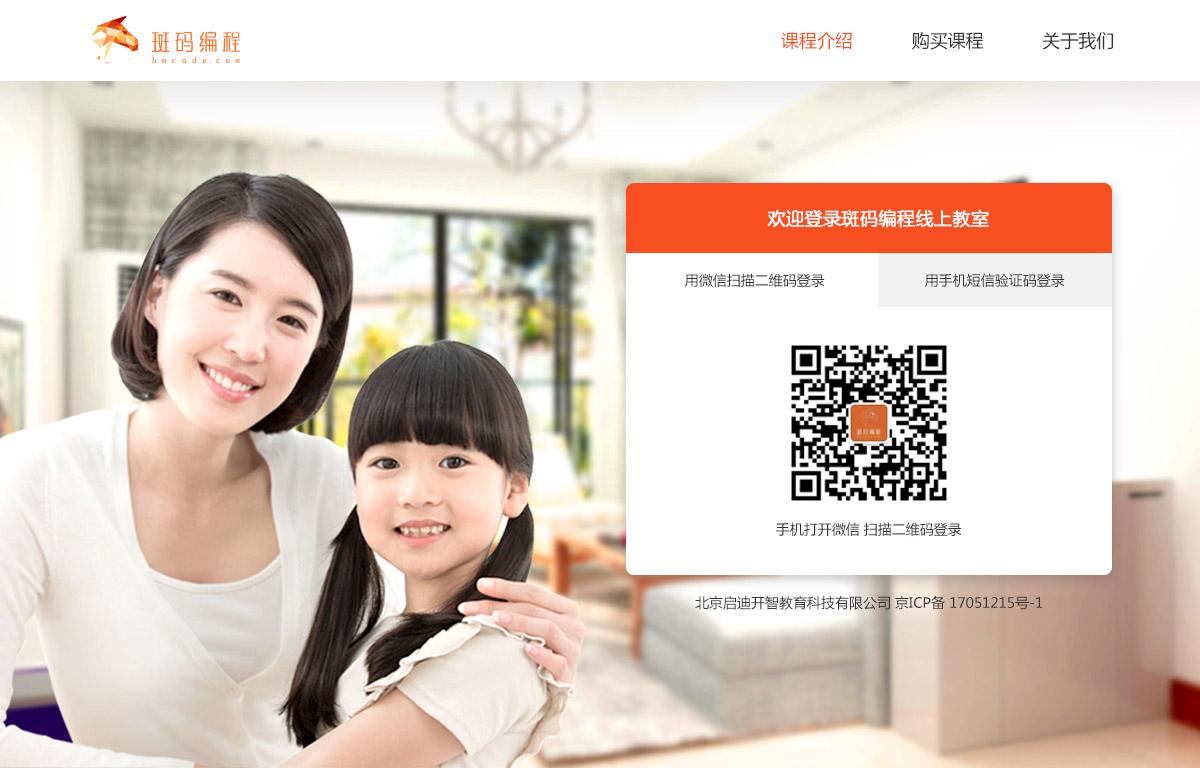 斑码编程
bmcode.com
课程介绍 购买课程 关于我们
欢迎登录斑码编程线上教室
用微信扫描二维码登录 用手机短信验证码登录
斑码编程
手机打开微信 扫描二维码登录
北京启迪开智教育科技有限公司 京ICP备 17051215号-1